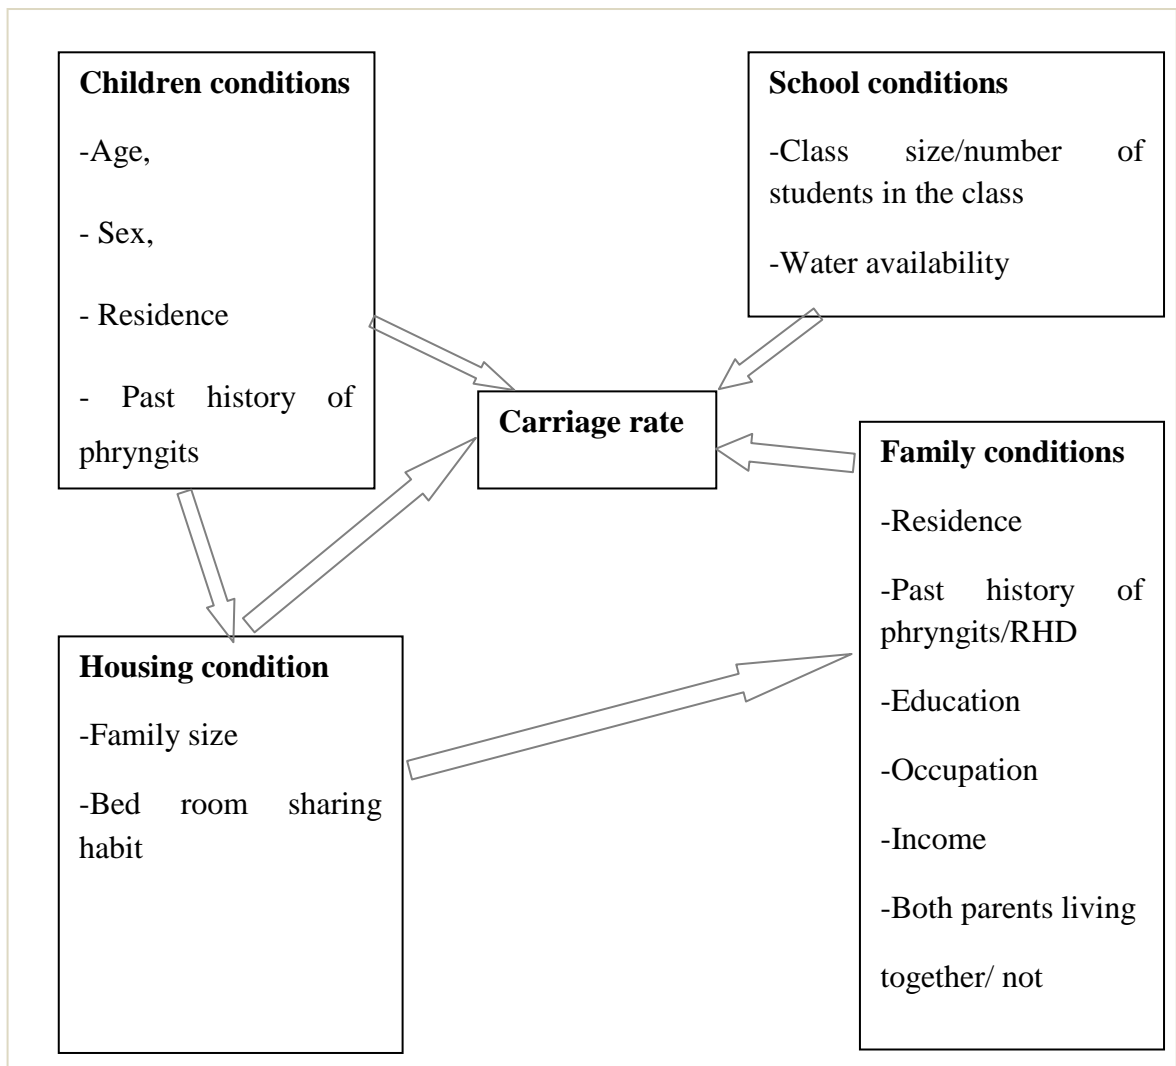 Children conditions
-Age,
- Sex,
- Residence
- Past history of
phryngits
School conditions
-Class size/number of
students in the class
-Water availability
Carriage rate
Family conditions
-Residence
-Past history of
phryngits/RHD
-Education
-Occupation
-Income
-Both parents living
together/ not
Housing condition
-Family size
-Bed room sharing
habit